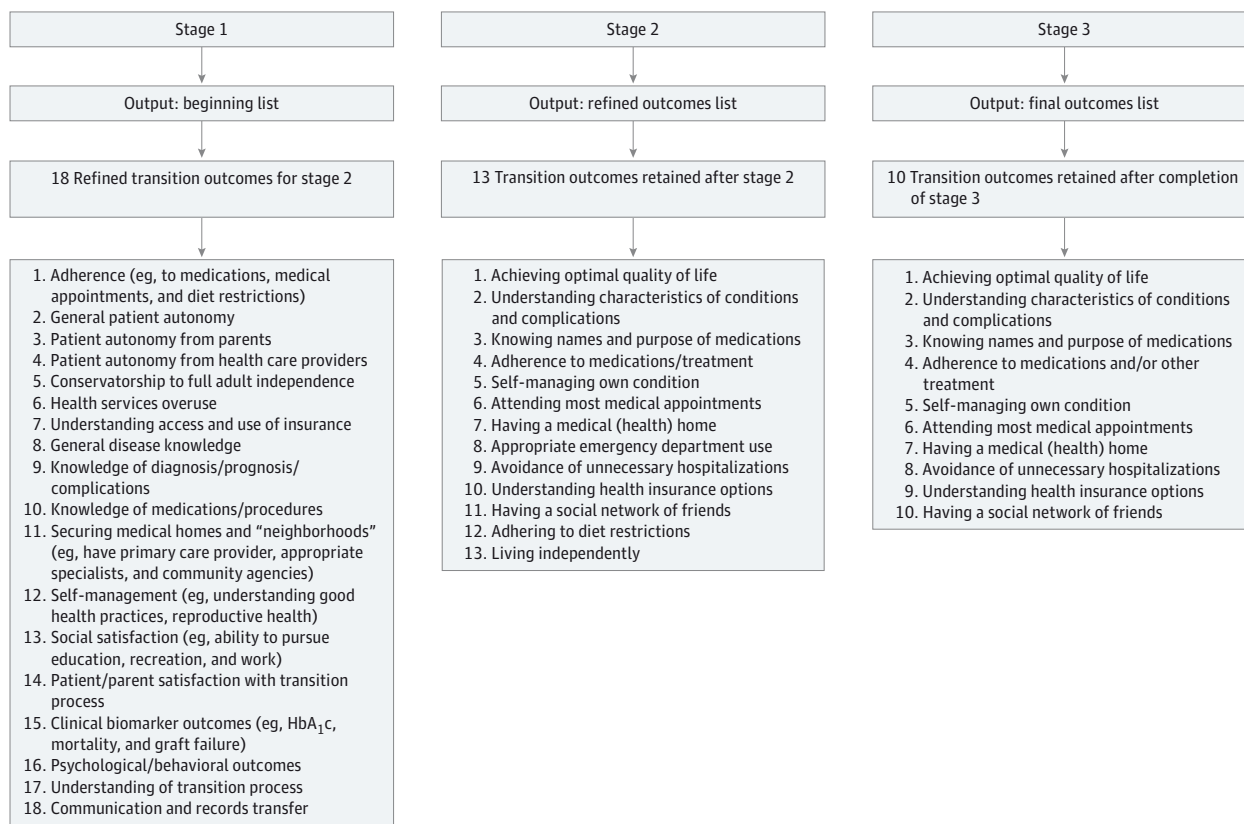 Stage 1
Output: beginning list
18 Refined transition outcomes for stage 2
1. Adherence (eg, to medications, medical
appointments, and diet restrictions)
2. General patient autonomy
3. Patient autonomy from parents
4. Patient autonomy from health care providers
5. Conservatorship to full adult independence
6. Health services overuse
7. Understanding access and use of insurance
8. General disease knowledge
9. Knowledge of diagnosis/prognosis/
complications
10. Knowledge of medications/procedures
11. Securing medical homes and “neighborhoods”
(eg, have primary care provider, appropriate
specialists, and community agencies)
12. Self-management (eg, understanding good
health practices, reproductive health)
13. Social satisfaction (eg, ability to pursue
education, recreation, and work)
14. Patient/parent satisfaction with transition
process
15. Clinical biomarker outcomes (eg, HbA1c,
mortality, and graft failure)
16. Psychological/behavioral outcomes
17. Understanding of transition process
18. Communication and records transfer
Stage 2
Output: refined outcomes list
13 Transition outcomes retained after stage 2
1. Achieving optimal quality of life
2. Understanding characteristics of conditions
and complications
3. Knowing names and purpose of medications
4. Adherence to medications/treatment
5. Self-managing own condition
6. Attending most medical appointments
7. Having a medical (health) home
8. Appropriate emergency department use
9. Avoidance of unnecessary hospitalizations
10. Understanding health insurance options
11. Having a social network of friends
12. Adhering to diet restrictions
13. Living independently
Stage 3
Output: final outcomes list
10 Transition outcomes retained after completion
of stage 3
1. Achieving optimal quality of life
2. Understanding characteristics of conditions
and complications
3. Knowing names and purpose of medications
4. Adherence to medications and/or other
treatment
5. Self-managing own condition
6. Attending most medical appointments
7. Having a medical (health) home
8. Avoidance of unnecessary hospitalizations
9. Understanding health insurance options
10. Having a social network of friends